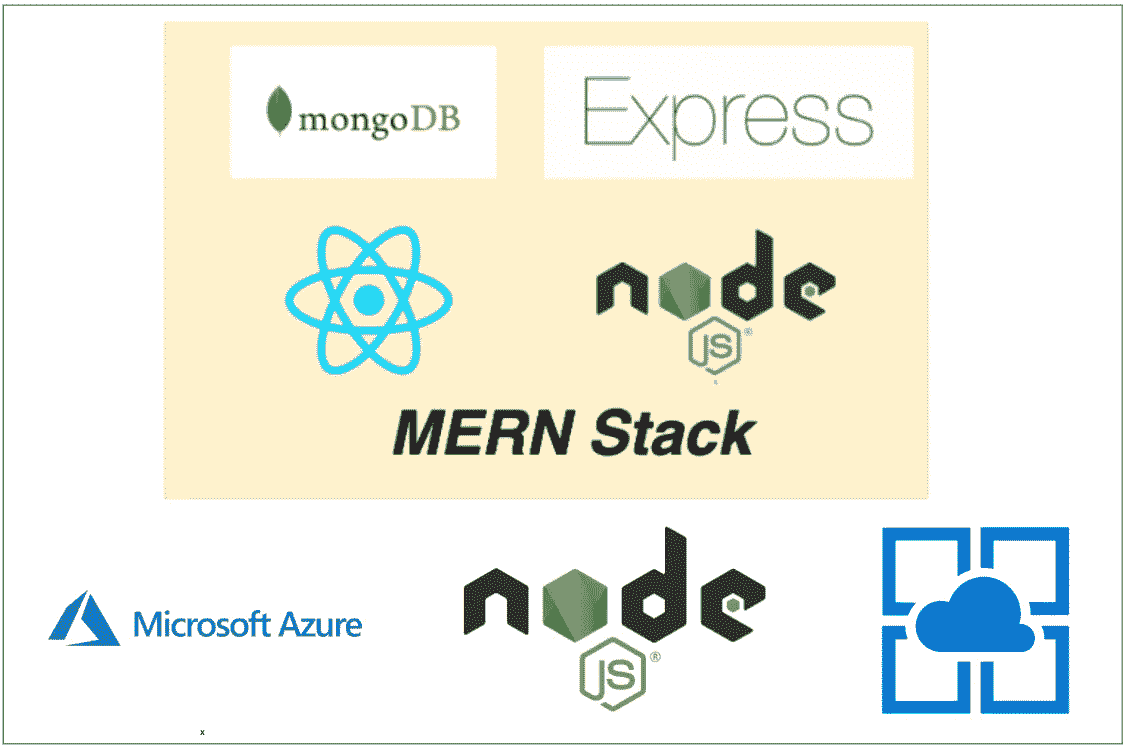 mongoDB
Express
node
JS ®
MERN Stack
Microsoft Azure
node
JS ®
x